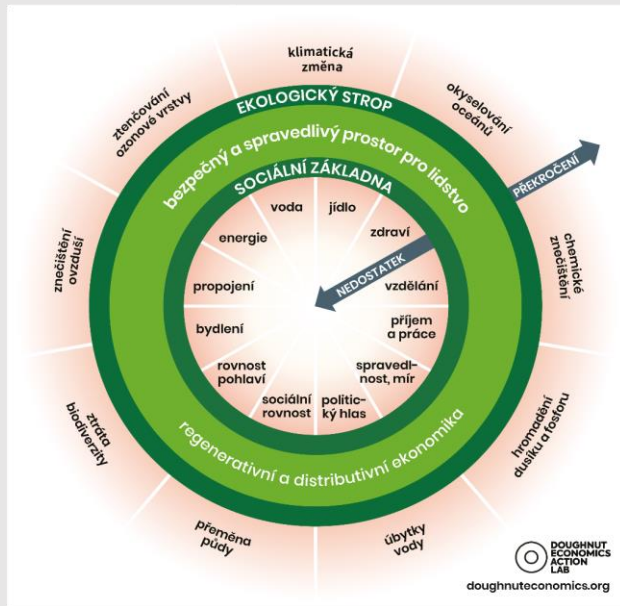 klimatická
změna
okyselování
oceánů
PŘEKROČENÍ
chemické
znečištění
hromadění
dusíku a fosforu
úbytky
vody
přeměna
půdy
ztráta
biodiverzity
znečištění
ovzduší
ztenčování
ozonové vrstvy
EKOLOGICKÝ STROP
bezpečný a spravedlivý prostor pro lidstvo
SOCIÁLNÍ ZÁKLADNA
voda
jídlo
zdraví
NEDOSTATEK
vzdělání
příjem
a práce
spravedl-
nost, mír
politic-
ký hlas
sociální
rovnost
rovnost
pohlaví
bydlení
propojení
energie
regenerativní a distributivní ekonomika
DOUGHNUT
ECONOMICS
ACTION
LAB
doughnuteconomics.org